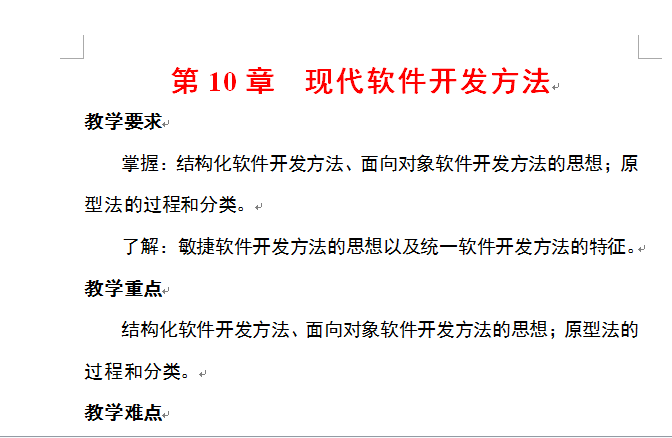 第 10 章　现代软件开发方法
教学要求
掌握：结构化软件开发方法、面向对象软件开发方法的思想；原
型法的过程和分类。
了解：敏捷软件开发方法的思想以及统一软件开发方法的特征。
教学重点
结构化软件开发方法、面向对象软件开发方法的思想；原型法的
过程和分类。
教学难点